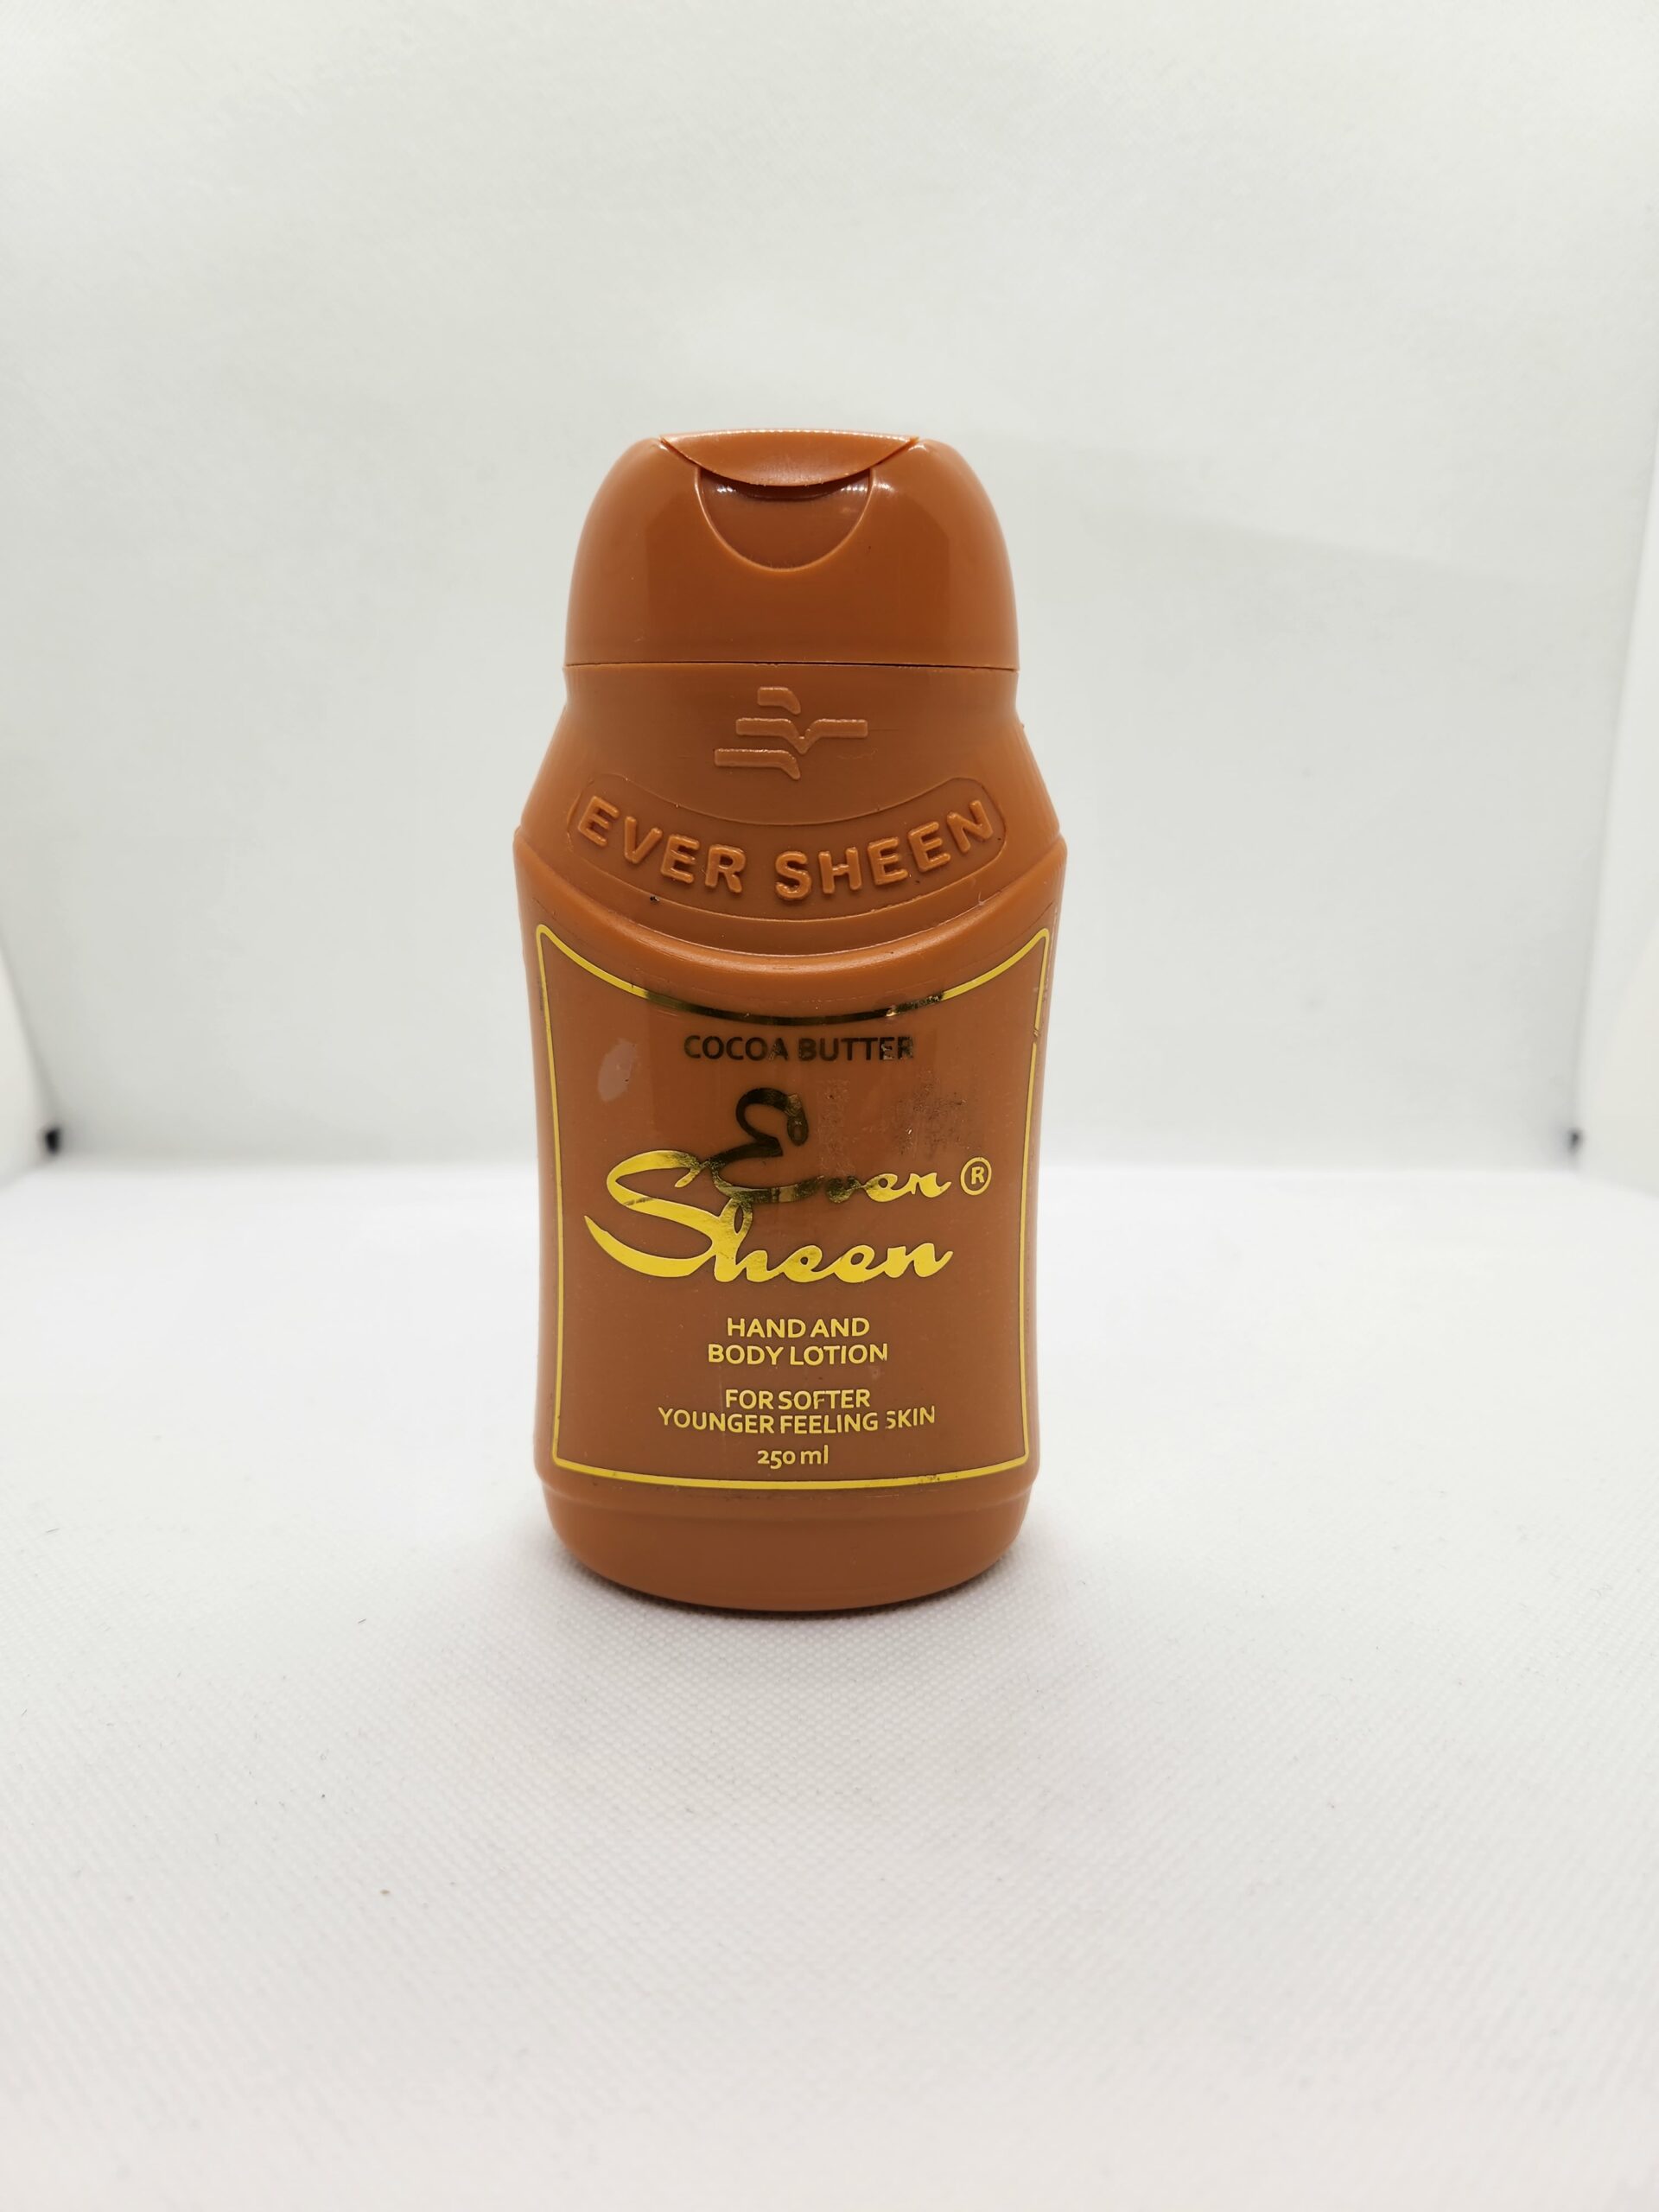 EVER SHEEN
COCOA BUTTER
Ever ®
Sheen
HAND AND
BODY LOTION
FOR SOFTER
YOUNGER FEELING SKIN
250 ml